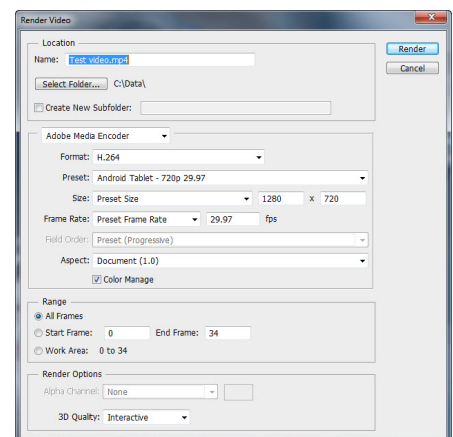 Render Video
Location
Render
Name: Test video.mp4
Cancel
Select Folder... C:\Data\
Create New Subfolder:
Adobe Media Encoder
Format: H.264
Preset: Android Tablet - 720p 29.97
Size: Preset Size 1280 x 720
Frame Rate: Preset Frame Rate 29.97 fps
Field Order: Preset (Progressive)
Aspect: Document (1.0)
Color Manage
Range
All Frames
Start Frame: 0 End Frame: 34
Work Area: 0 to 34
Render Options
Alpha Channel: None
3D Quality: Interactive